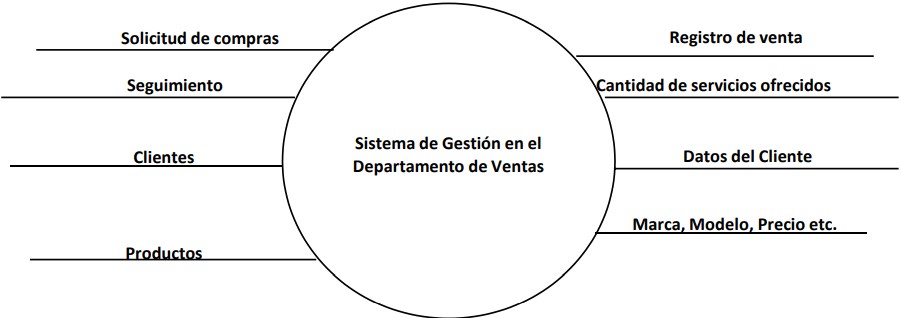 Solicitud de compras
Seguimiento
Clientes
Productos
Sistema de Gestión en el
Departamento de Ventas
Registro de venta
Cantidad de servicios ofrecidos
Datos del Cliente
Marca, Modelo, Precio etc.